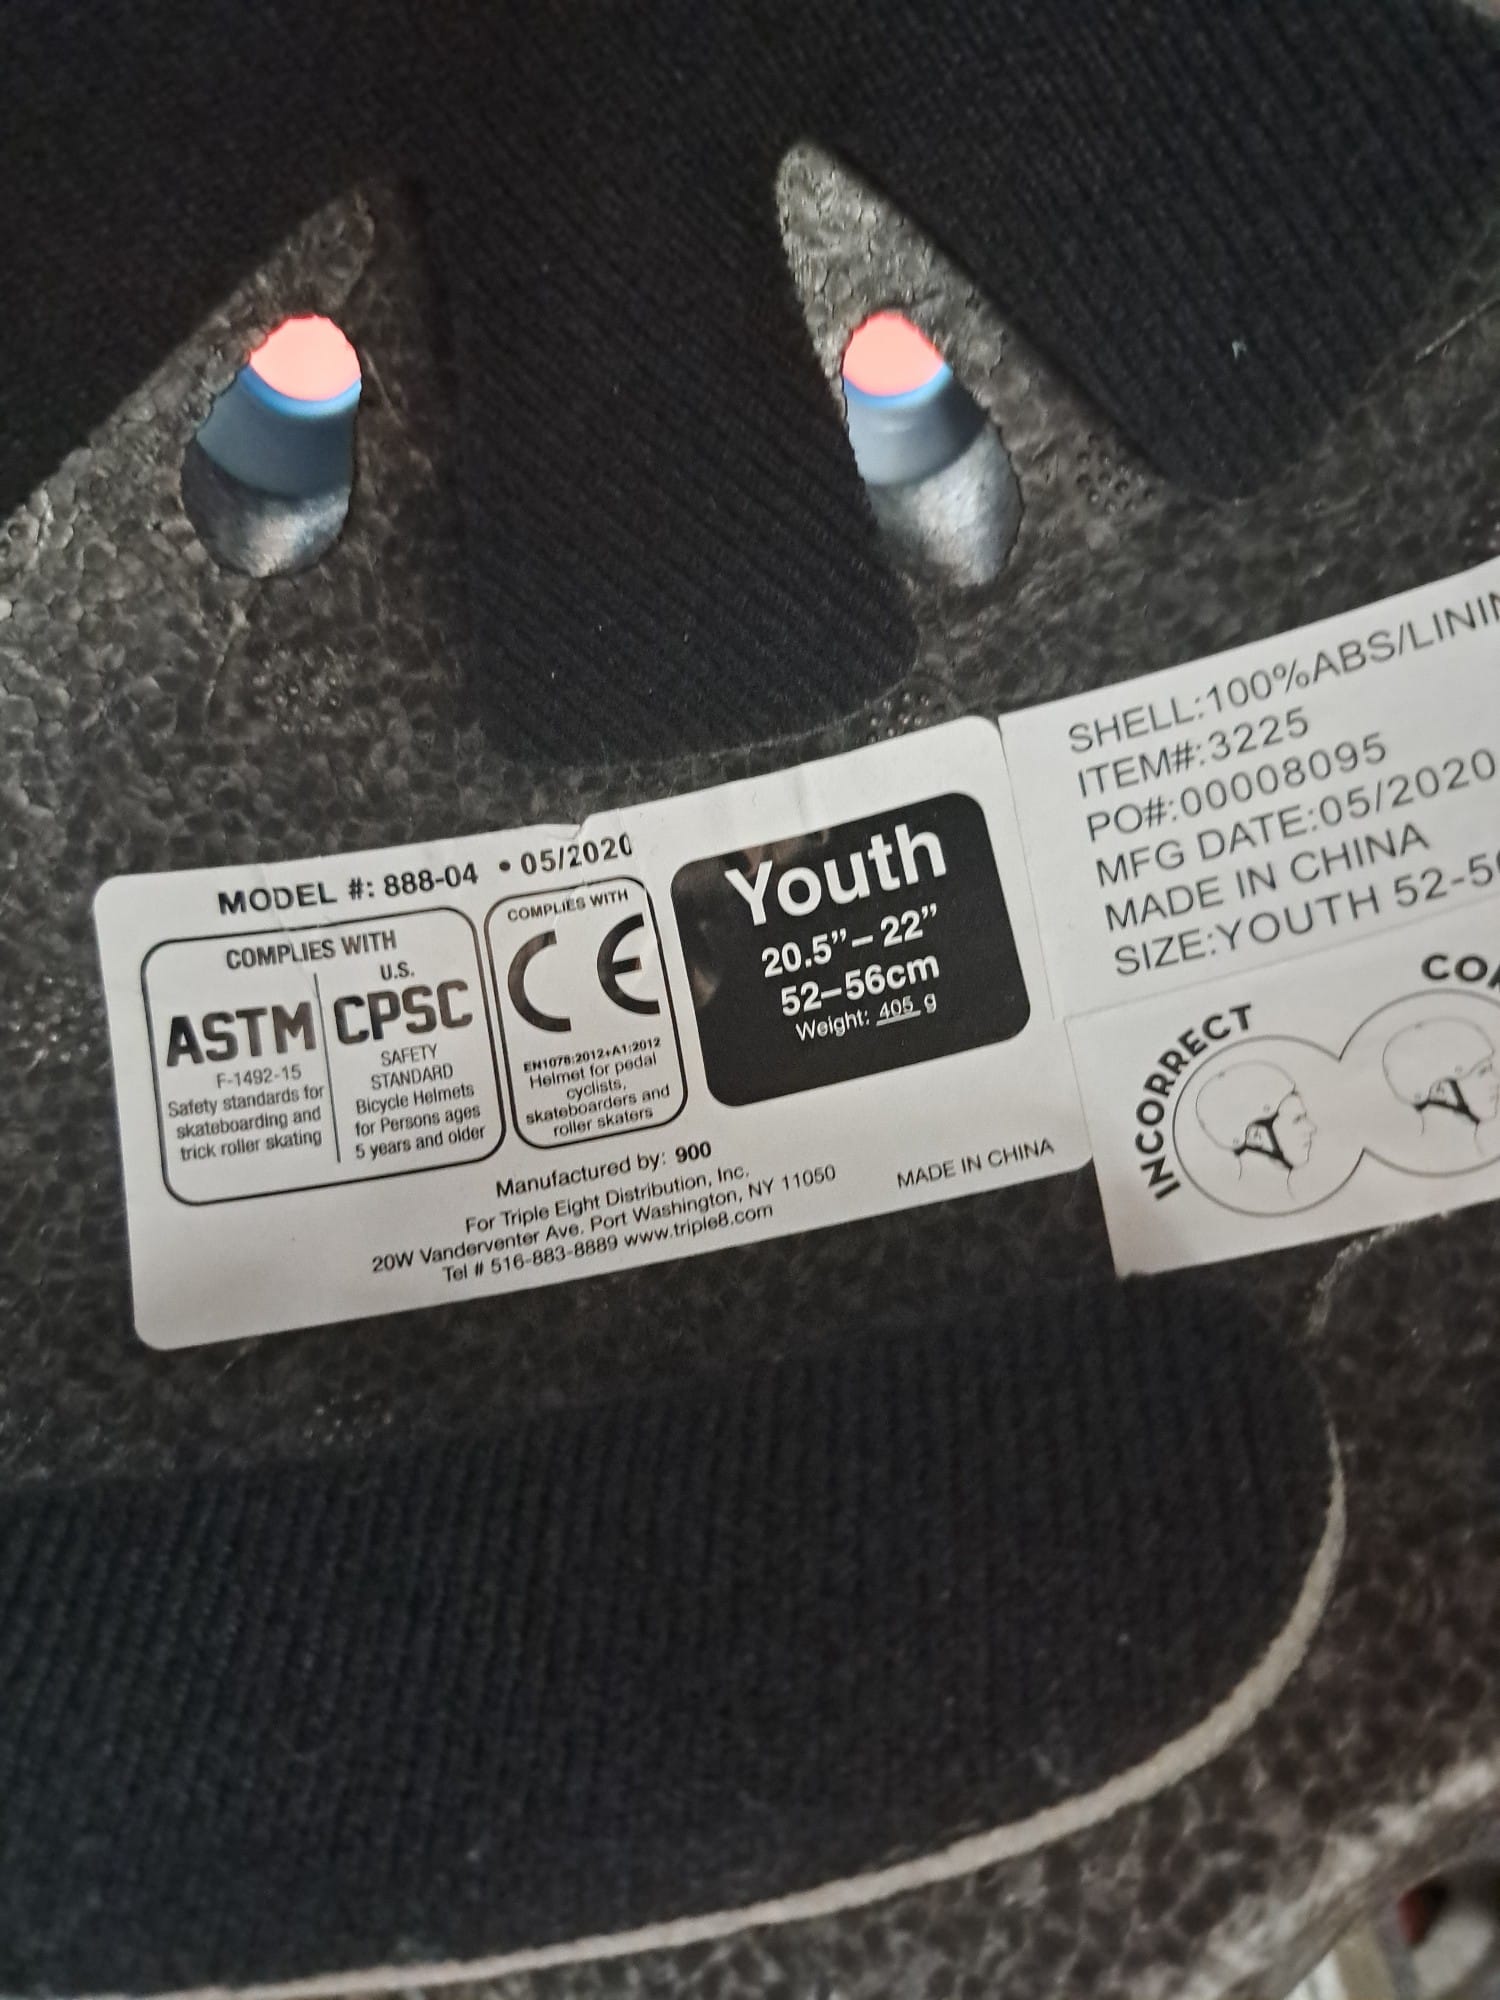 MODEL #: 888-04 • 05/2020
COMPLIES WITH
ASTM
F-1492-15
Safety standards for
skateboarding and
trick roller skating
U.S.
CPSC
SAFETY
STANDARD
Bicycle Helmets
for Persons ages
5 years and older
COMPLIES WITH
CE
EN1078:2012+A1:2012
Helmet for pedal
cyclists,
skateboarders and
roller skaters
Youth
20.5” – 22”
52–56cm
Weight: 405 g
Manufactured by: 900
For Triple Eight Distribution, Inc.
20W Vanderventer Ave. Port Washington, NY 11050
Tel # 516-883-8889 www.triple8.com
MADE IN CHINA
SHELL:100%ABS/LININ
ITEM#:3225
PO#:00008095
MFG DATE:05/2020
MADE IN CHINA
SIZE:YOUTH 52-5
INCORRECT